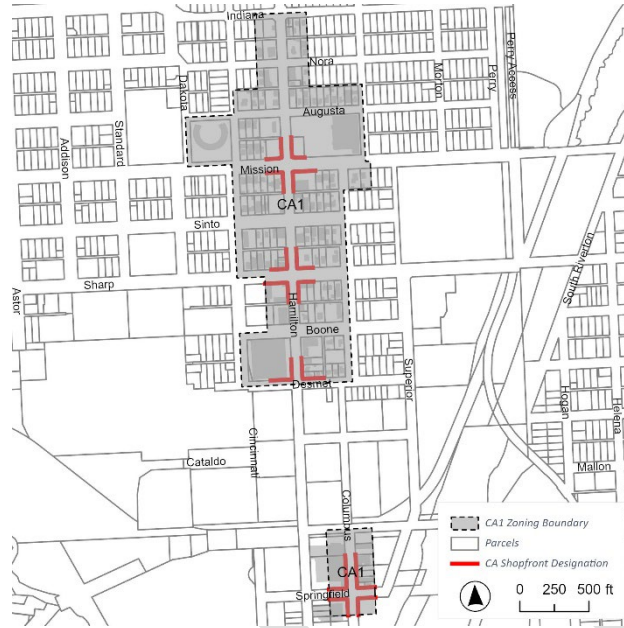 Indiana
Nora
Dakota
Morton
Perry
Perry Access
Augusta
Addison
Standard
Mission
CA1
Sinto
South Riverton
Sharp
Astor
Hamilton
Boone
Desmet
Superior
Hogan
Helena
Cincinnati
Cataldo
Mallon
Columbus
CA1
Springfield
CA1 Zoning Boundary
Parcels
CA Shopfront Designation
0 250 500 ft